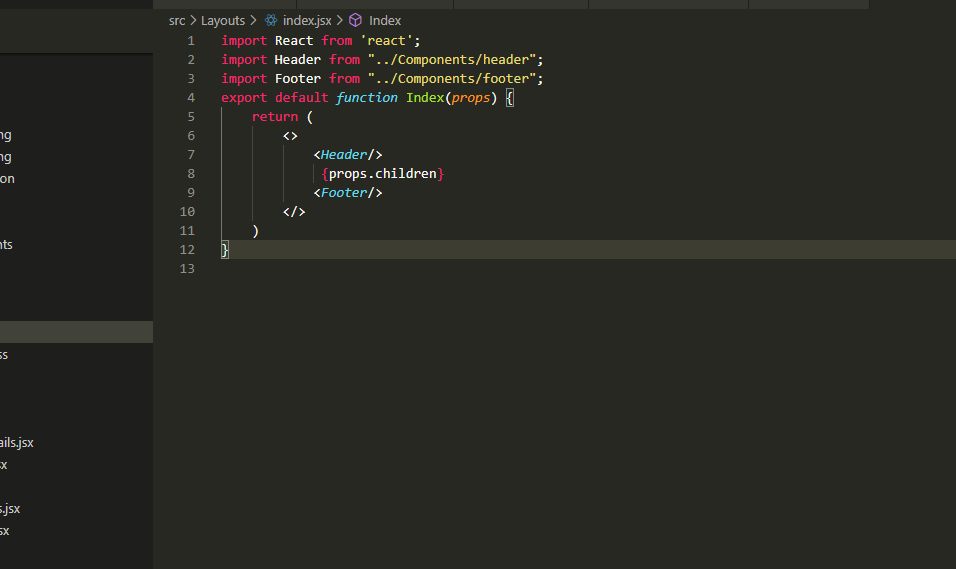 src > Layouts > index.jsx > Index
1 import React from 'react';
2 import Header from "../Components/header";
3 import Footer from "../Components/footer";
4 export default function Index(props) {
5 return (
6 <>
7 <Header/>
8 {props.children}
9 <Footer/>
10 </>
11 )
12 }
13
ng
ng
on
nts
ss
ails.jsx
sx
s.jsx
sx